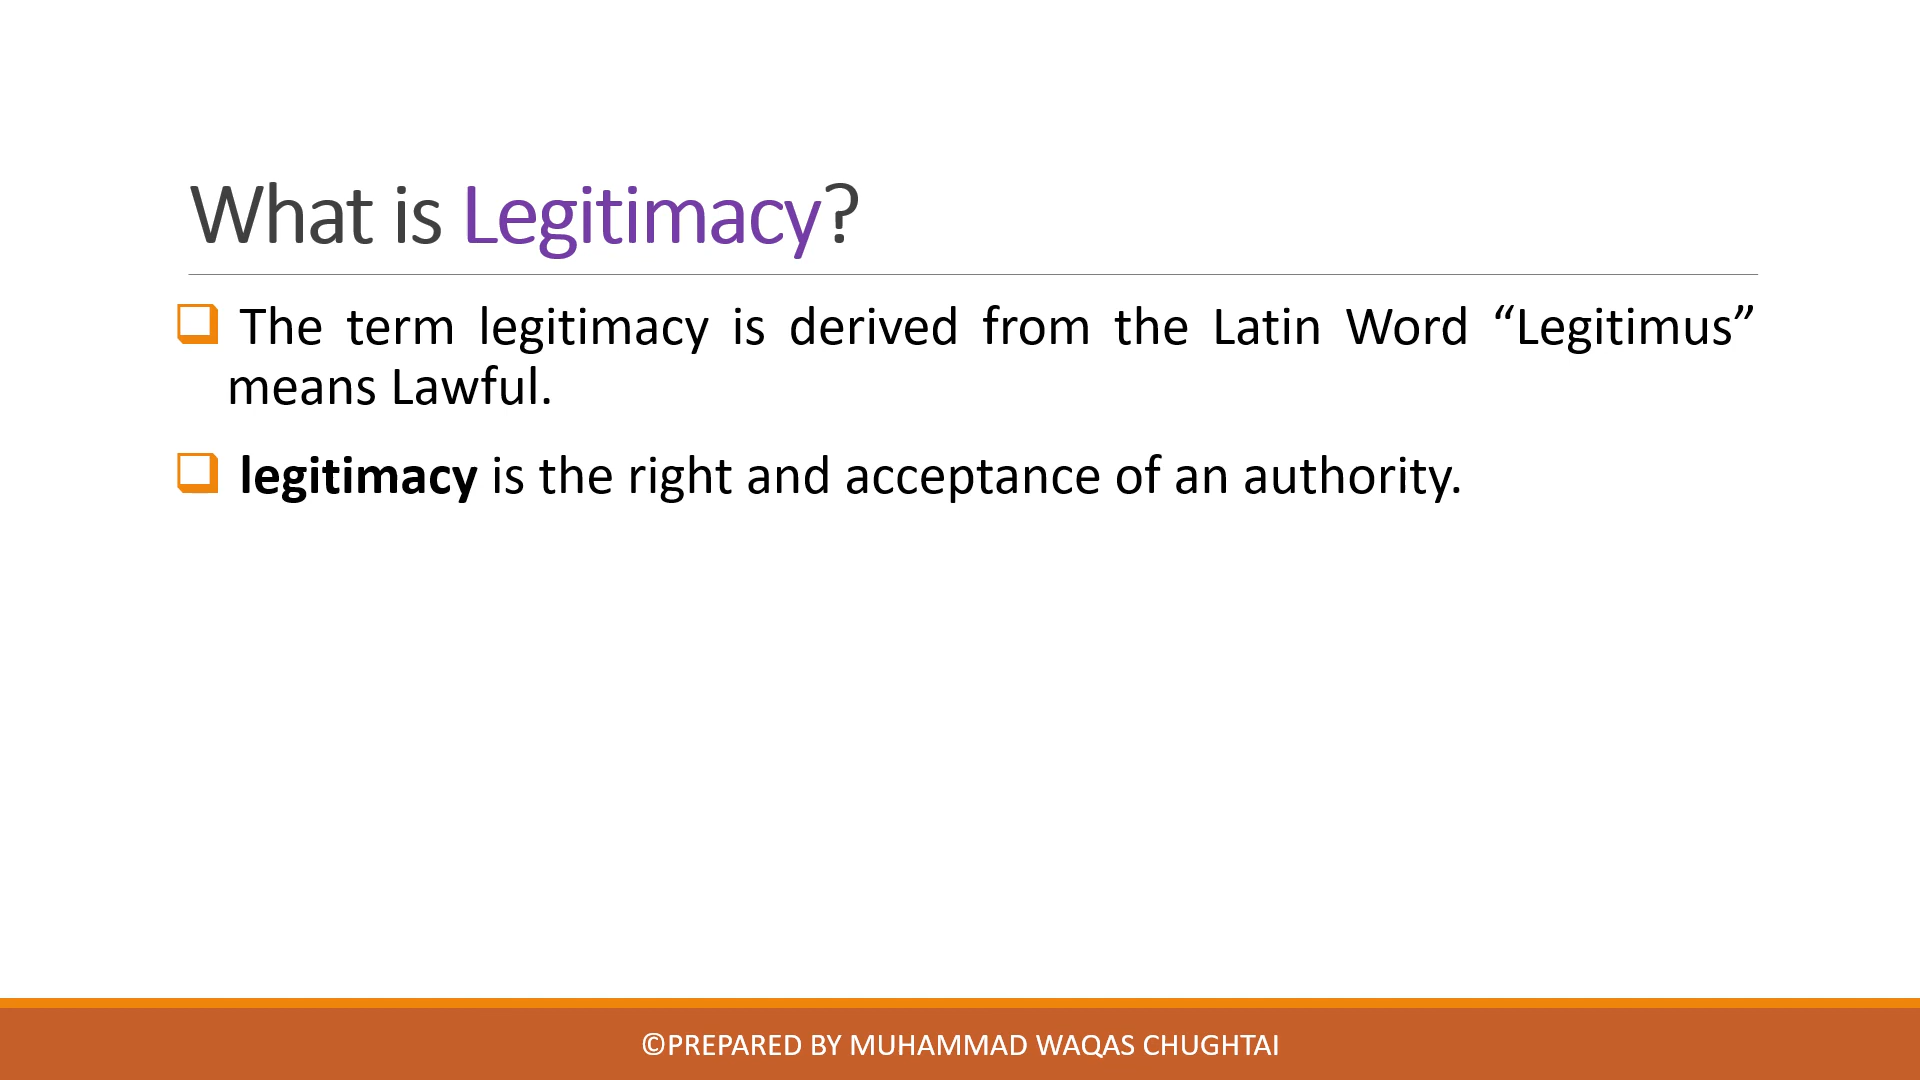 What is Legitimacy?
❑ The term legitimacy is derived from the Latin Word “Legitimus”
means Lawful.
❑ legitimacy is the right and acceptance of an authority.
©PREPARED BY MUHAMMAD WAQAS CHUGHTAI